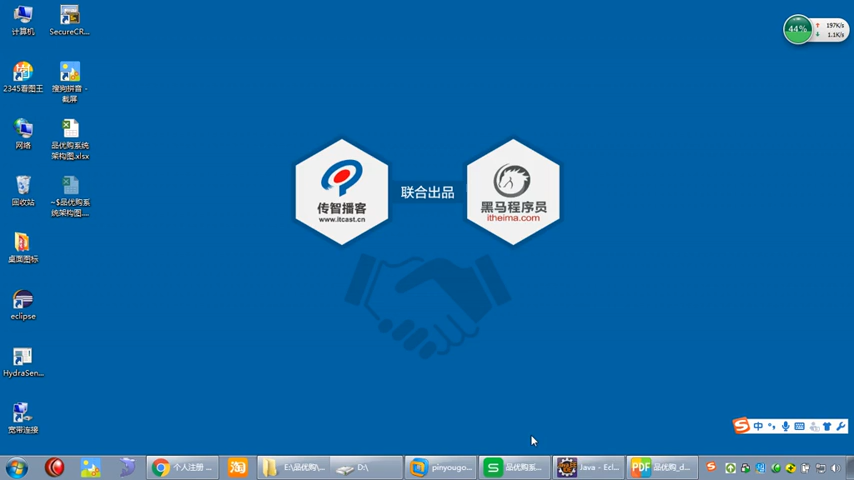 计算机
SecureCR...
2345看图王
搜狗拼音 -
截屏
网络
品优购系统
架构图.xlsx
回收站
~$品优购系
统架构图....
桌面图标
eclipse
HydraSen...
宽带连接
44%
197K/s
1.1K/s
传智播客
www.itcast.cn
联合出品
黑马程序员
itheima.com
中
个人注册 ...
淘
E:\品优购\...
D:\
pinyougo...
品优购系...
Java - Ecl...
PDF
品优购_d...